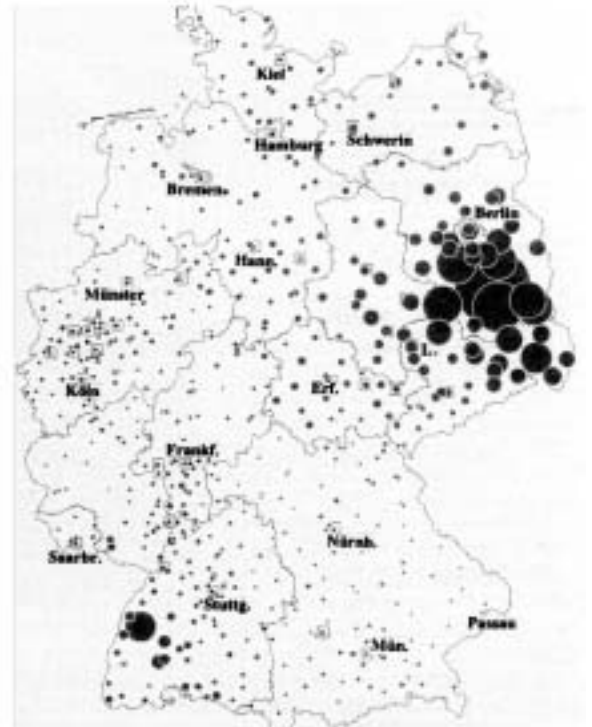 Kiel
Hamburg
Schwerin
Bremen
Berlin
Hann.
Münster
L.
Köln
Erf.
Frankf.
Saarbr.
Nürnb.
Stuttg.
Passau
Mün.